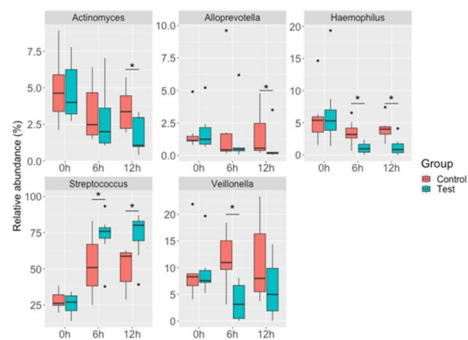 Actinomyces
Alloprevotella
Haemophilus
7.5
5.0
2.5
0.0
*
0h 6h 12h
10.0
7.5
5.0
2.5
0.0
*
0h 6h 12h
20
15
10
5
0
* *
0h 6h 12h
Relative abundance (%)
Streptococcus
Veillonella
100
75
50
25
* *
0h 6h 12h
20
15
10
5
0
*
0h 6h 12h
Group
Control
Test